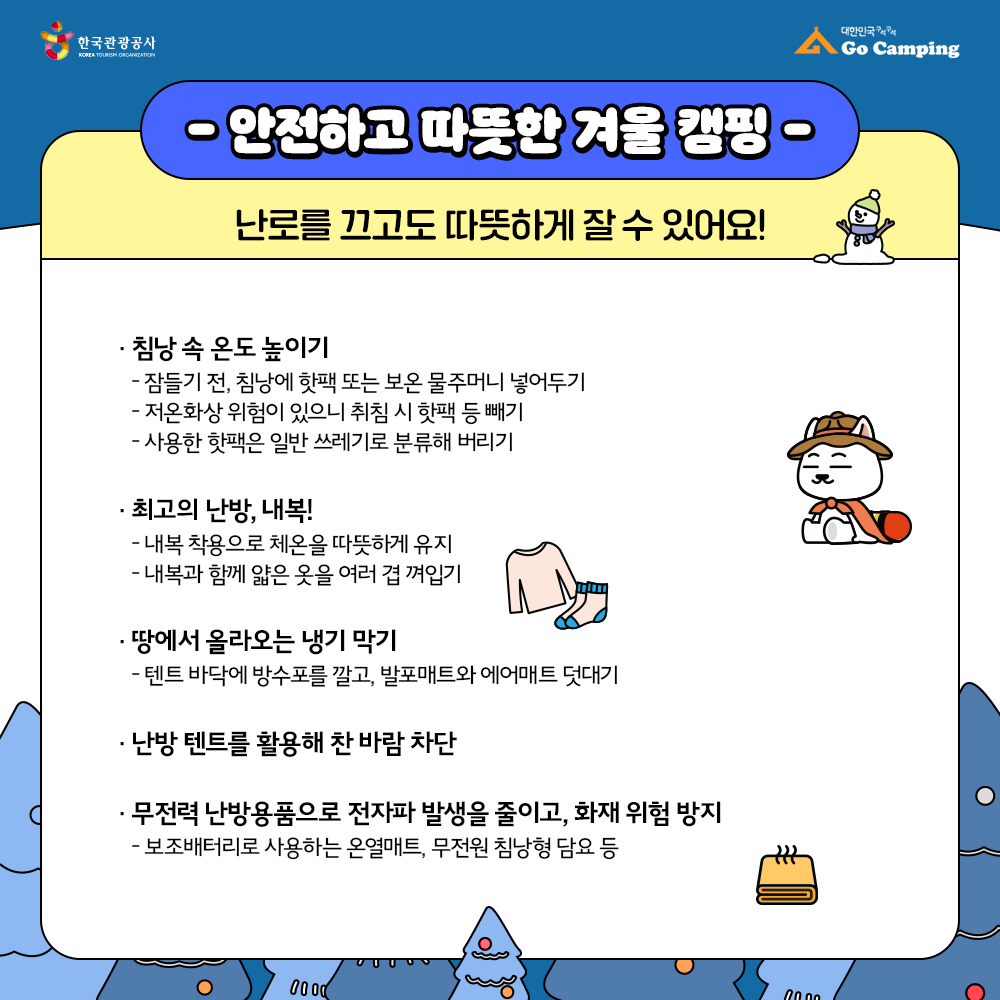 한국관광공사
KOREA TOURISM ORGANIZATION
대한민국 구석구석
Go Camping
- 안전하고 따뜻한 겨울 캠핑 -
난로를 끄고도 따뜻하게 잘 수 있어요!
· 침낭 속 온도 높이기
- 잠들기 전, 침낭에 핫팩 또는 보온 물주머니 넣어두기
- 저온화상 위험이 있으니 취침 시 핫팩 등 빼기
- 사용한 핫팩은 일반 쓰레기로 분류해 버리기
· 최고의 난방, 내복!
- 내복 착용으로 체온을 따뜻하게 유지
- 내복과 함께 얇은 옷을 여러 겹 껴입기
· 땅에서 올라오는 냉기 막기
- 텐트 바닥에 방수포를 깔고, 발포매트와 에어매트 덧대기
· 난방 텐트를 활용해 찬 바람 차단
· 무전력 난방용품으로 전자파 발생을 줄이고, 화재 위험 방지
- 보조배터리로 사용하는 온열매트, 무전원 침낭형 담요 등